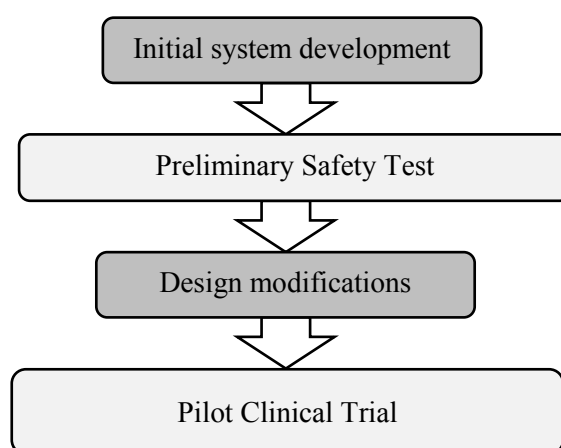 Initial system development
Preliminary Safety Test
Design modifications
Pilot Clinical Trial